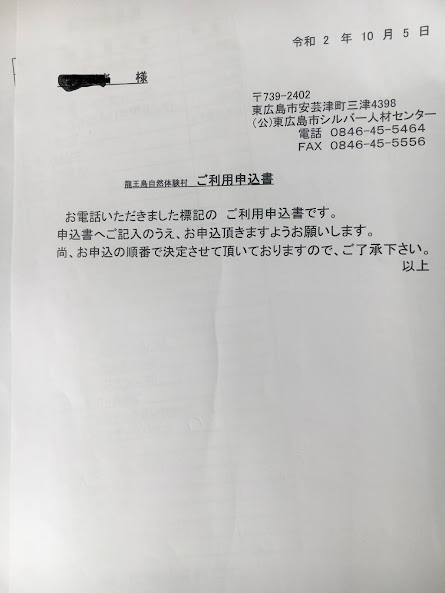 令和 2 年 10 月 5 日
様
〒739-2402
東広島市安芸津町三津4398
(公)東広島市シルバー人材センター
電話 0846-45-5464
FAX 0846-45-5556
龍王島自然体験村 ご利用申込書
お電話いただきました標記の ご利用申込書です。
申込書へご記入のうえ、お申込頂きますようお願いします。
尚、お申込の順番で決定させて頂いておりますので、ご了承下さい。
以上